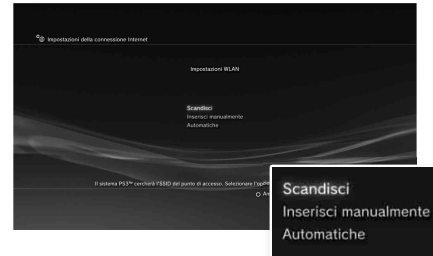 Impostazioni della connessione Internet
Impostazioni WLAN
Scandisci
Inserisci manualmente
Automatiche
Il sistema PS3™ cercherà l'SSID del punto di accesso. Selezionare
Scandisci
Inserisci manualmente
Automatiche